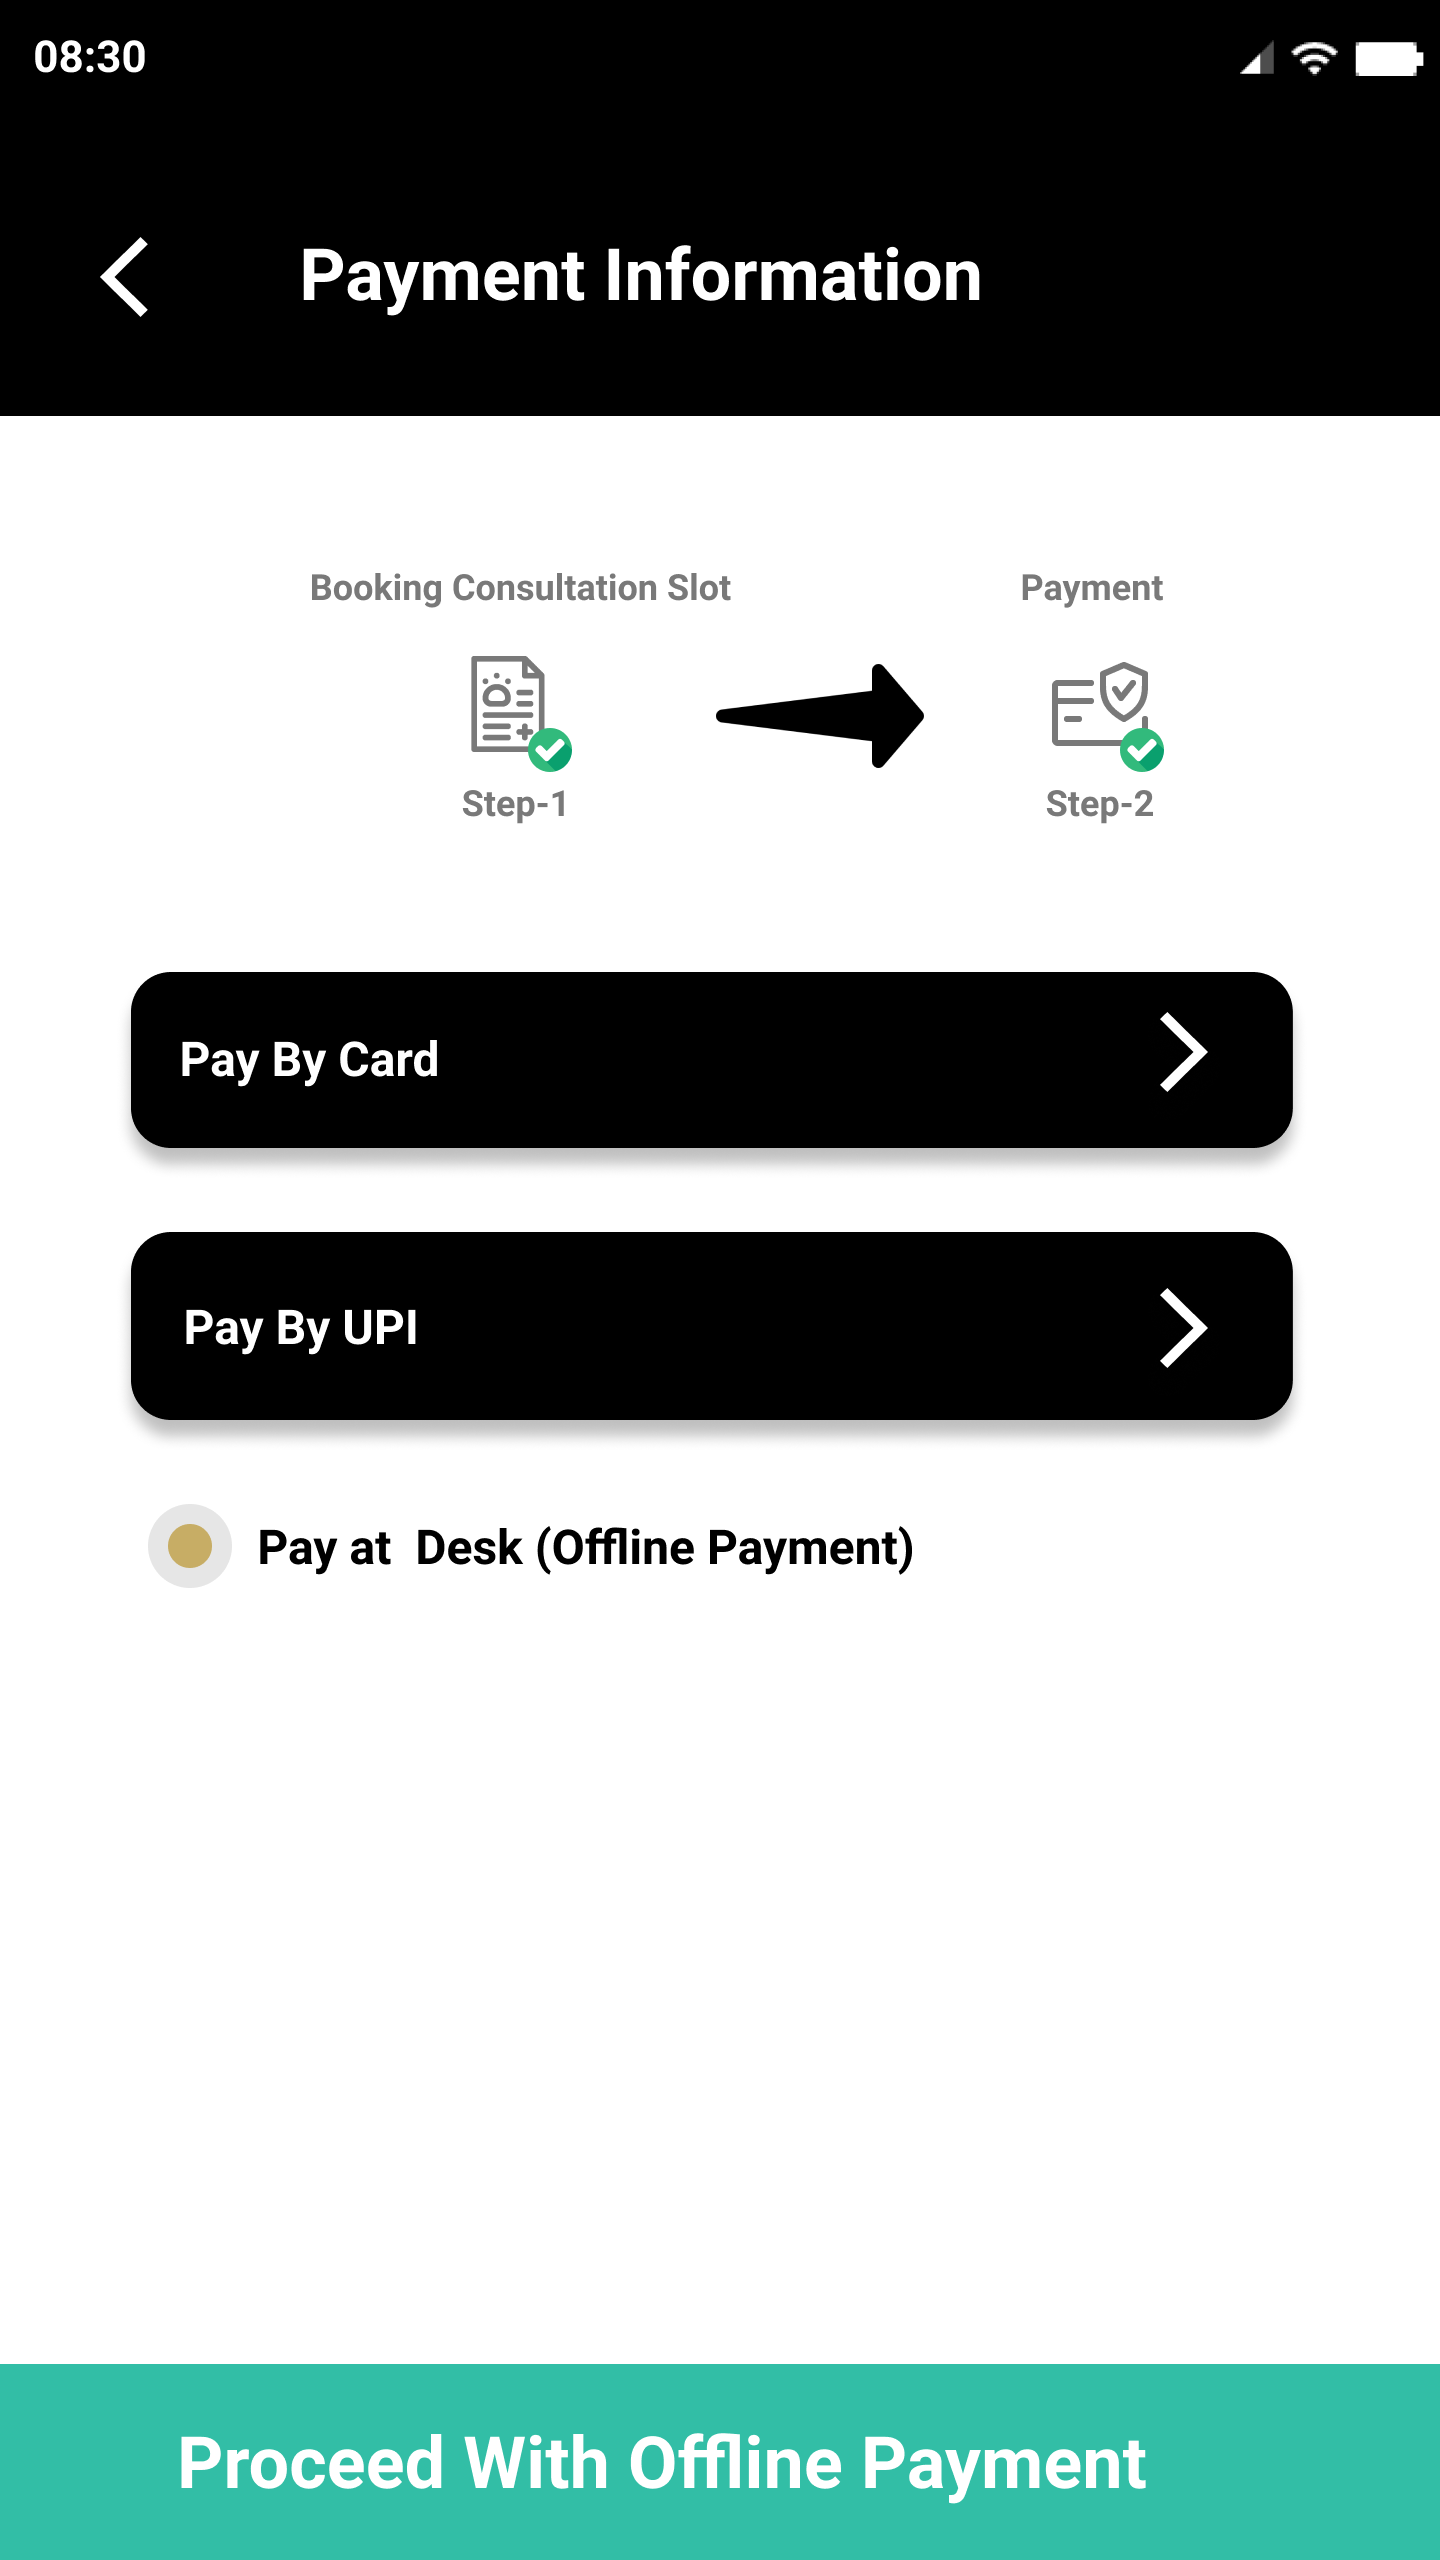 08:30
Payment Information
Booking Consultation Slot
Payment
Step-1
Step-2
Pay By Card
Pay By UPI
Pay at  Desk (Offline Payment)
Proceed With Offline Payment